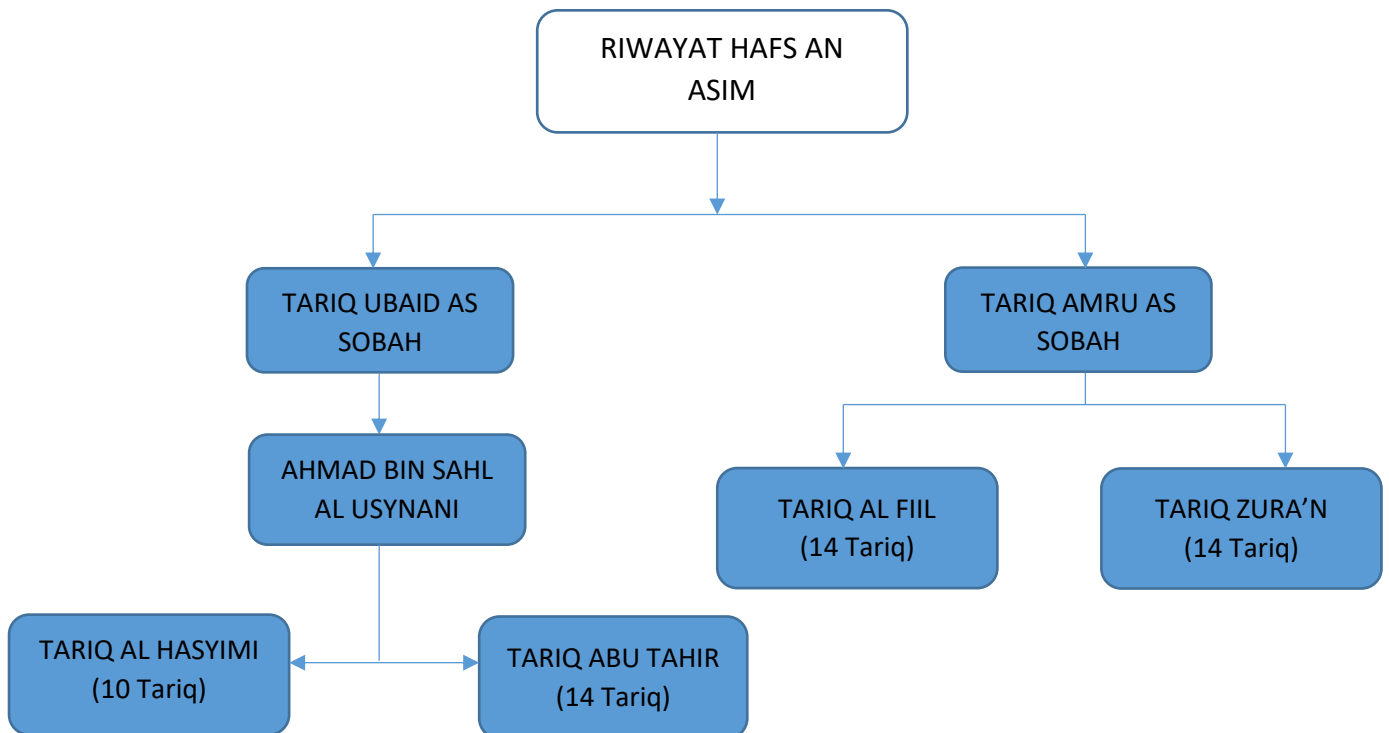 RIWAYAT HAFS AN
ASIM
TARIQ UBAID AS
SOBAH
TARIQ AMRU AS
SOBAH
AHMAD BIN SAHL
AL USYNANI
TARIQ AL FIIL
(14 Tariq)
TARIQ ZURA’N
(14 Tariq)
TARIQ AL HASYIMI
(10 Tariq)
TARIQ ABU TAHIR
(14 Tariq)